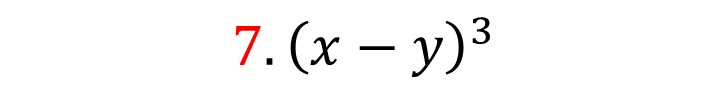 7. (x − y)³